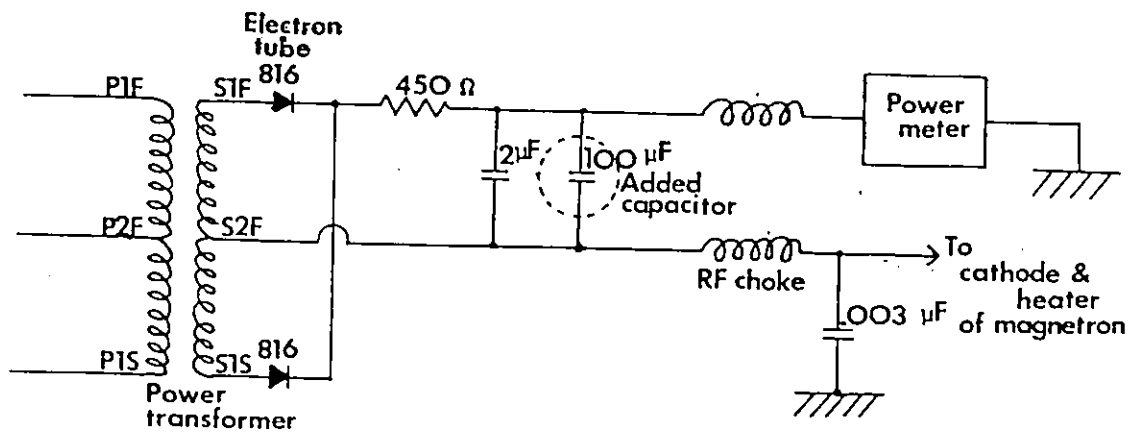 Electron
tube
816
P1F
S1F
450 Ω
Power
meter
2µF
100 µF
Added
capacitor
P2F
S2F
To
cathode &
heater
of magnetron
RF choke
.003 µF
P1S
S1S
816
Power
transformer